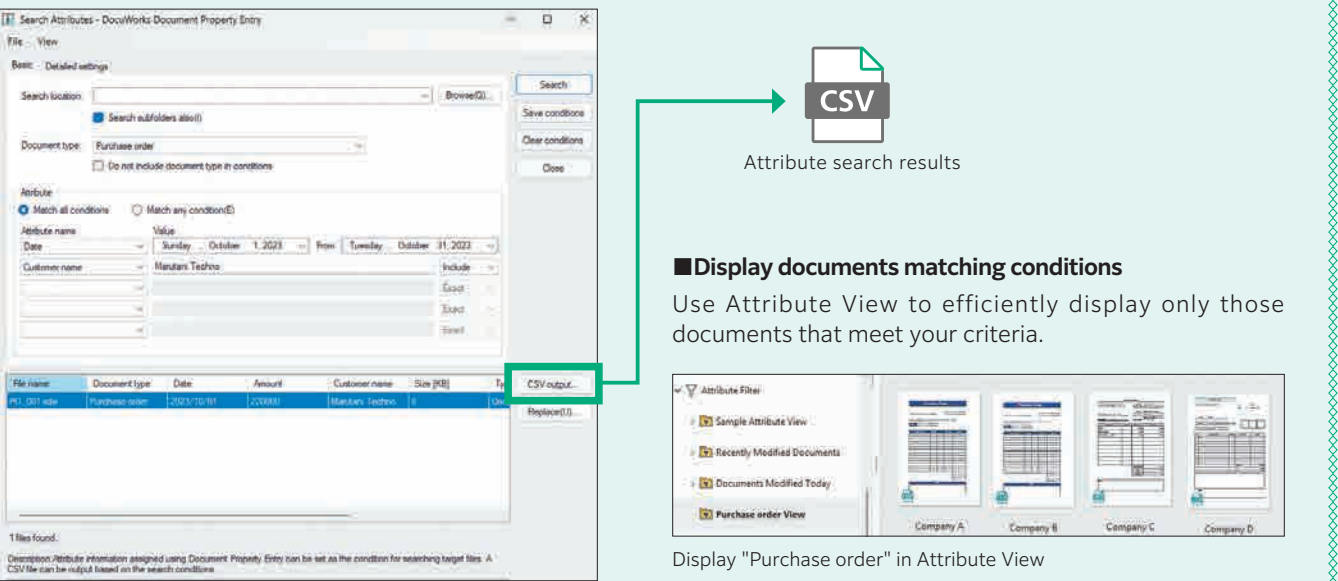 Search Attributes - DocuWorks Document Property Entry
File View
Basic Detailed settings
Search location:
Browse(Q)...
Search
Search subfolders also(I)
Save conditions
Document type: Purchase order
Clear conditions
Do not include document type in conditions
Close
Attribute
Match all conditions Match any condition(E)
Attribute name Value
Date Sunday , October 1, 2023 From Tuesday , October 31, 2023
Customer name Marutani Techno Include
Exact
Exact
Exact
File name Document type Date Amount Customer name Size [KB] CSV output...
Purchase order Marutani Techno
Replace(U)...
1 files found.
Description: Attribute information assigned using Document Property Entry can be set as the condition for searching target files. A
CSV file can be output based on the search conditions
CSV
Attribute search results
■Display documents matching conditions
Use Attribute View to efficiently display only those
documents that meet your criteria.
Attribute Filter
Sample Attribute View
Recently Modified Documents
Documents Modified Today
Purchase order View
Company A Company B Company C Company D
Display "Purchase order" in Attribute View